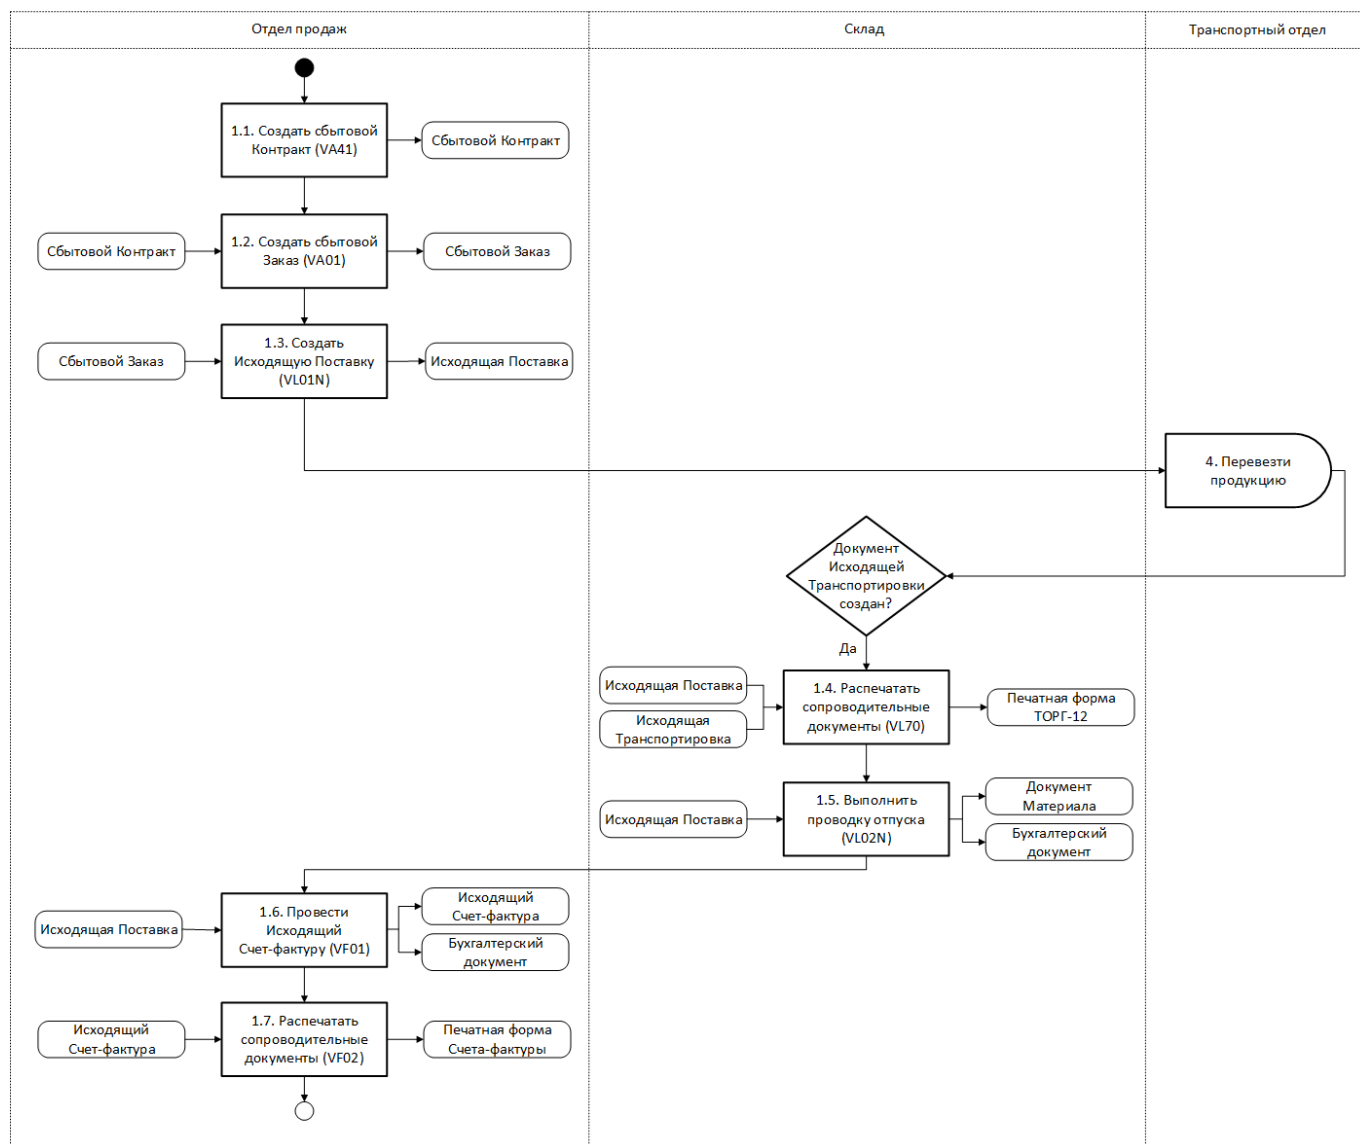 Отдел продаж
Склад
Транспортный отдел
1.1. Создать сбытовой
Контракт (VA41)
Сбытовой Контракт
Сбытовой Контракт
1.2. Создать сбытовой
Заказ (VA01)
Сбытовой Заказ
Сбытовой Заказ
1.3. Создать
Исходящую Поставку
(VL01N)
Исходящая Поставка
4. Перевезти
продукцию
Документ
Исходящей
Транспортировки
создан?
Да
Исходящая Поставка
Исходящая
Транспортировка
1.4. Распечатать
сопроводительные
документы (VL70)
Печатная форма
ТОРГ-12
Исходящая Поставка
1.5. Выполнить
проводку отпуска
(VL02N)
Документ
Материала
Бухгалтерский
документ
Исходящая Поставка
1.6. Провести
Исходящий
Счет-фактуру (VF01)
Исходящий
Счет-фактура
Бухгалтерский
документ
Исходящий
Счет-фактура
1.7. Распечатать
сопроводительные
документы (VF02)
Печатная форма
Счета-фактуры